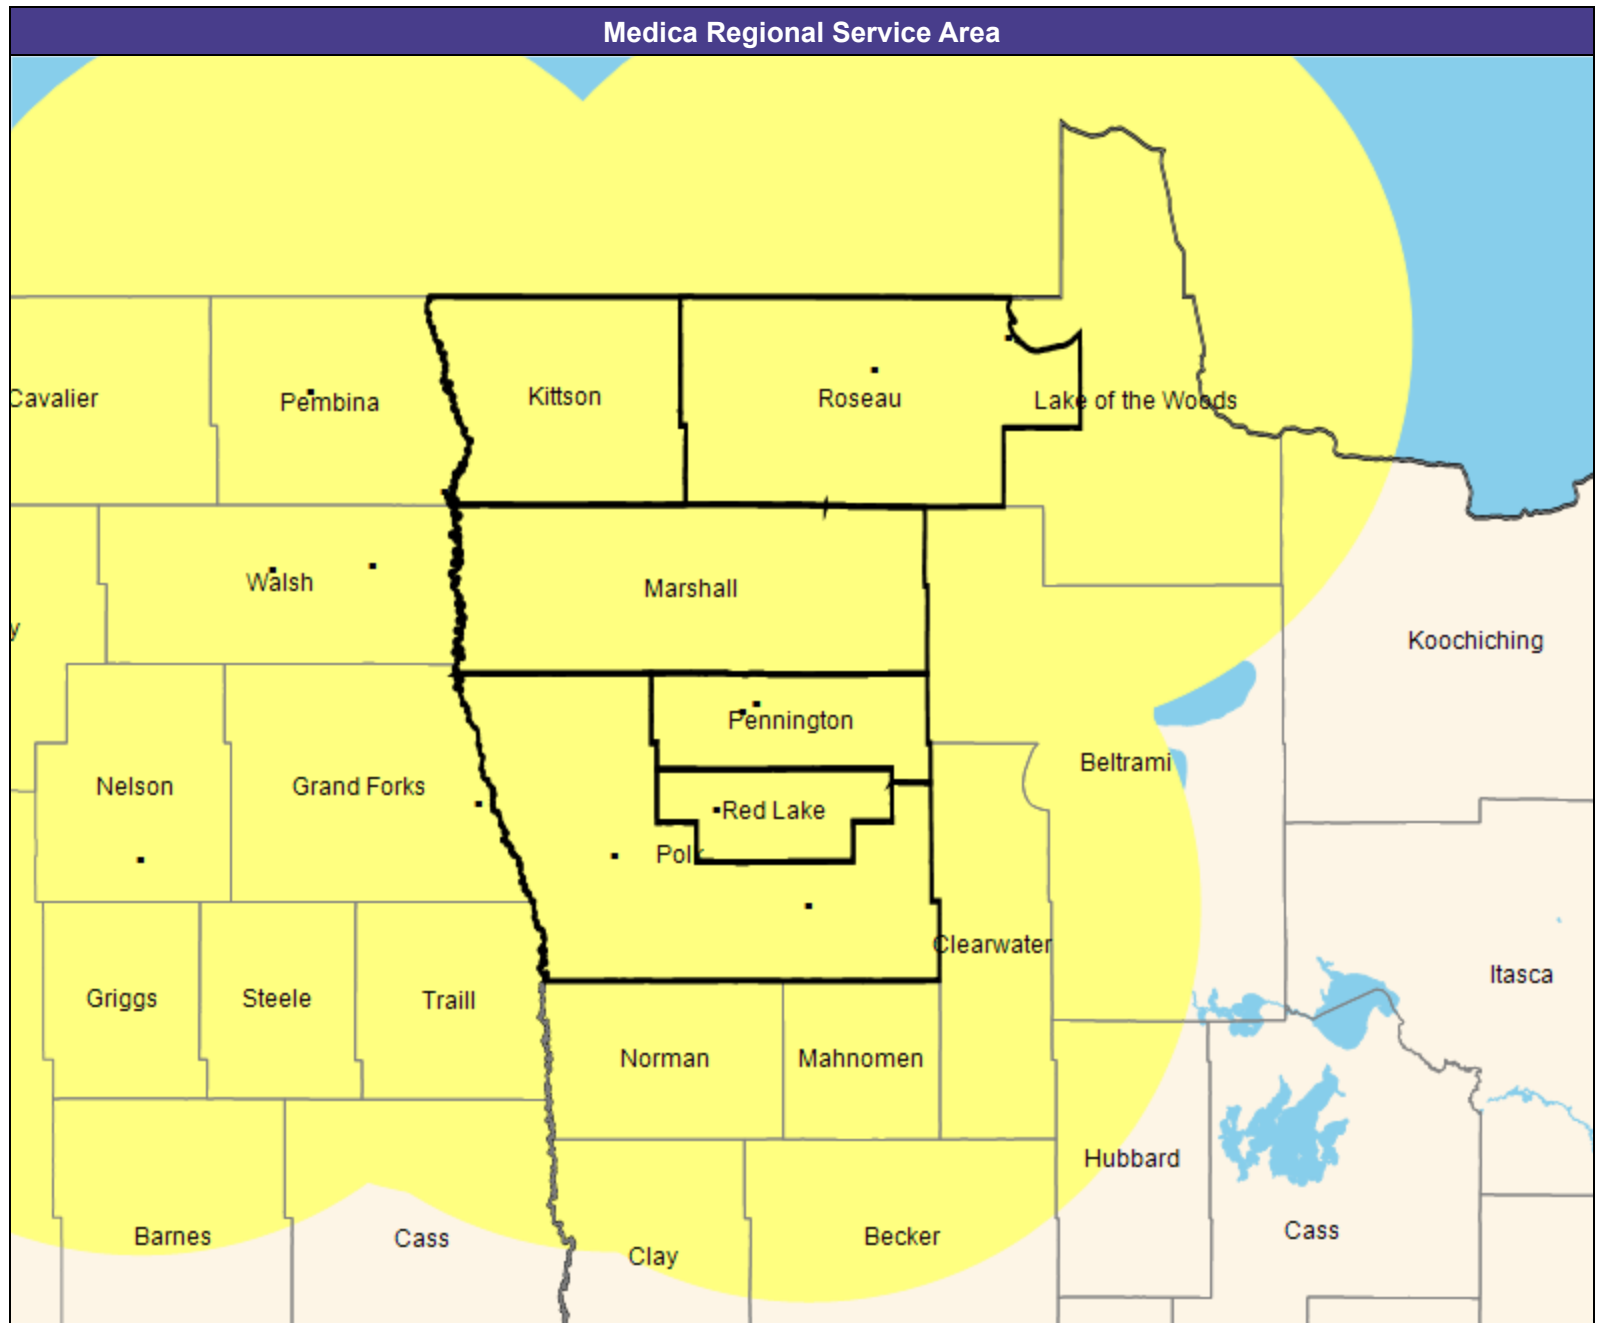 Medica Regional Service Area
Cavalier
Pembina
Kittson
Roseau
Lake of the Woods
Walsh
Marshall
y
Koochiching
Pennington
Beltrami
Nelson
Grand Forks
Red Lake
Polk
Clearwater
Itasca
Griggs
Steele
Traill
Norman
Mahnomen
Hubbard
Barnes
Cass
Clay
Becker
Cass